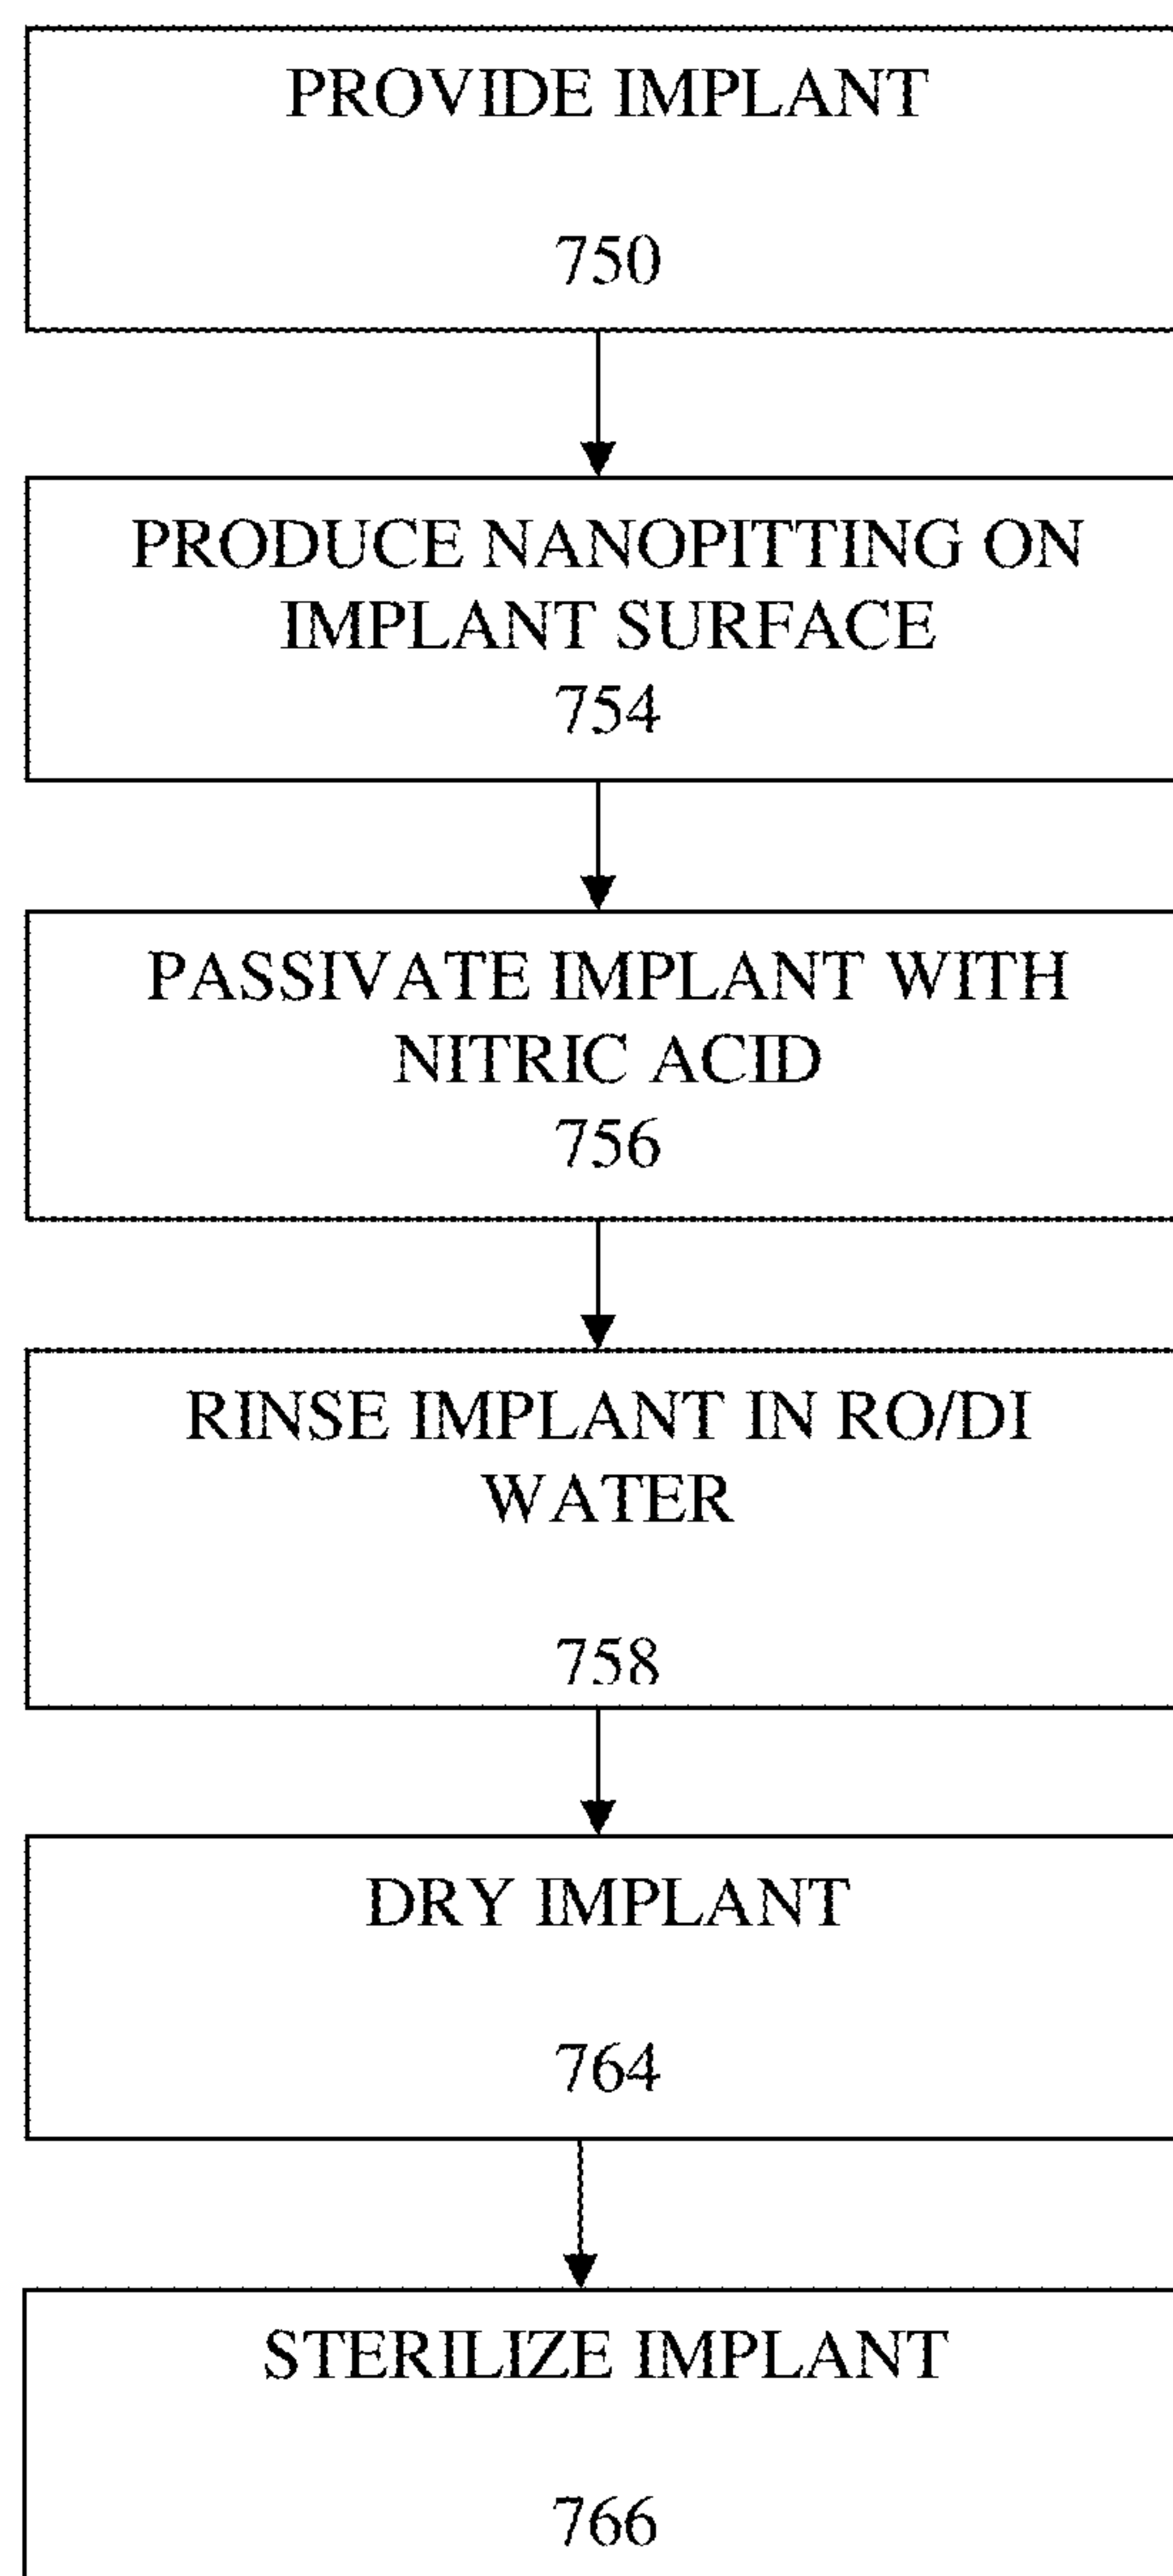 PROVIDE IMPLANT
750
PRODUCE NANOPITTING ON
IMPLANT SURFACE
754
PASSIVATE IMPLANT WITH
NITRIC ACID
756
RINSE IMPLANT IN RO/DI
WATER
758
DRY IMPLANT
764
STERILIZE IMPLANT
766